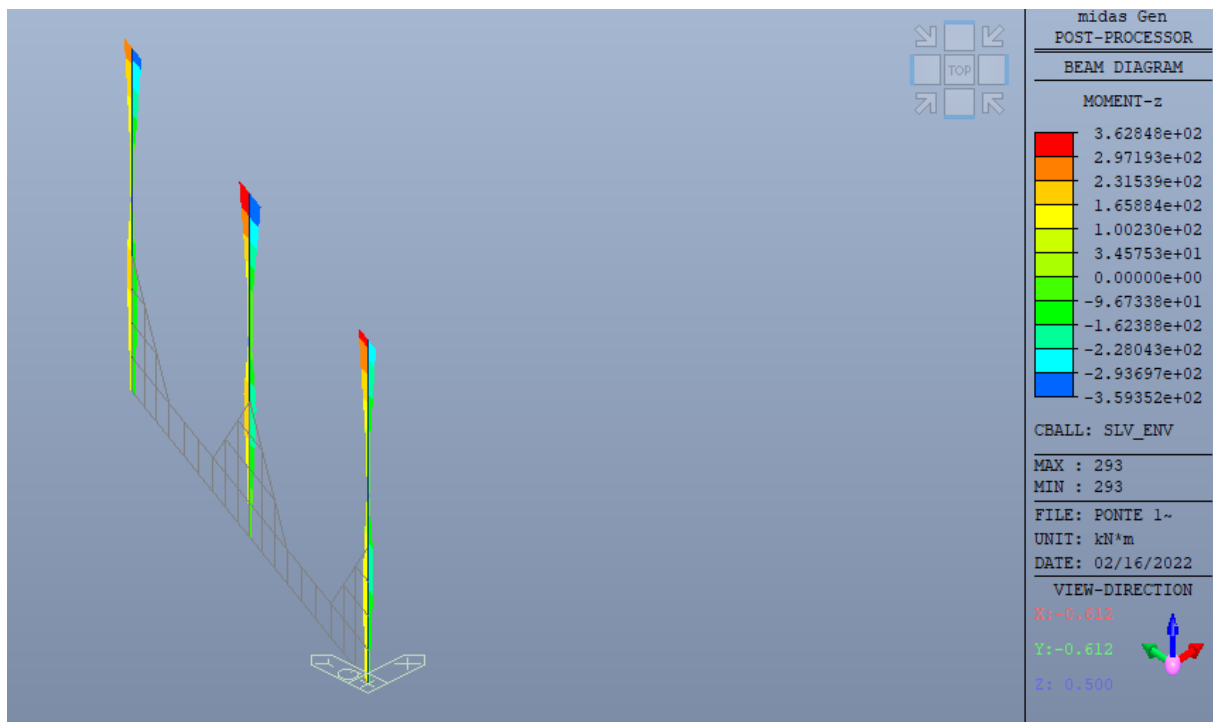 TOP
midas Gen
POST-PROCESSOR
BEAM DIAGRAM
MOMENT-z
3.62848e+02
2.97193e+02
2.31539e+02
1.65884e+02
1.00230e+02
3.45753e+01
0.00000e+00
-9.67338e+01
-1.62388e+02
-2.28043e+02
-2.93697e+02
-3.59352e+02
CBALL: SLV_ENV
MAX : 293
MIN : 293
FILE: PONTE 1~
UNIT: kN*m
DATE: 02/16/2022
VIEW-DIRECTION
X:-0.612
Y:-0.612
Z: 0.500
Y
X